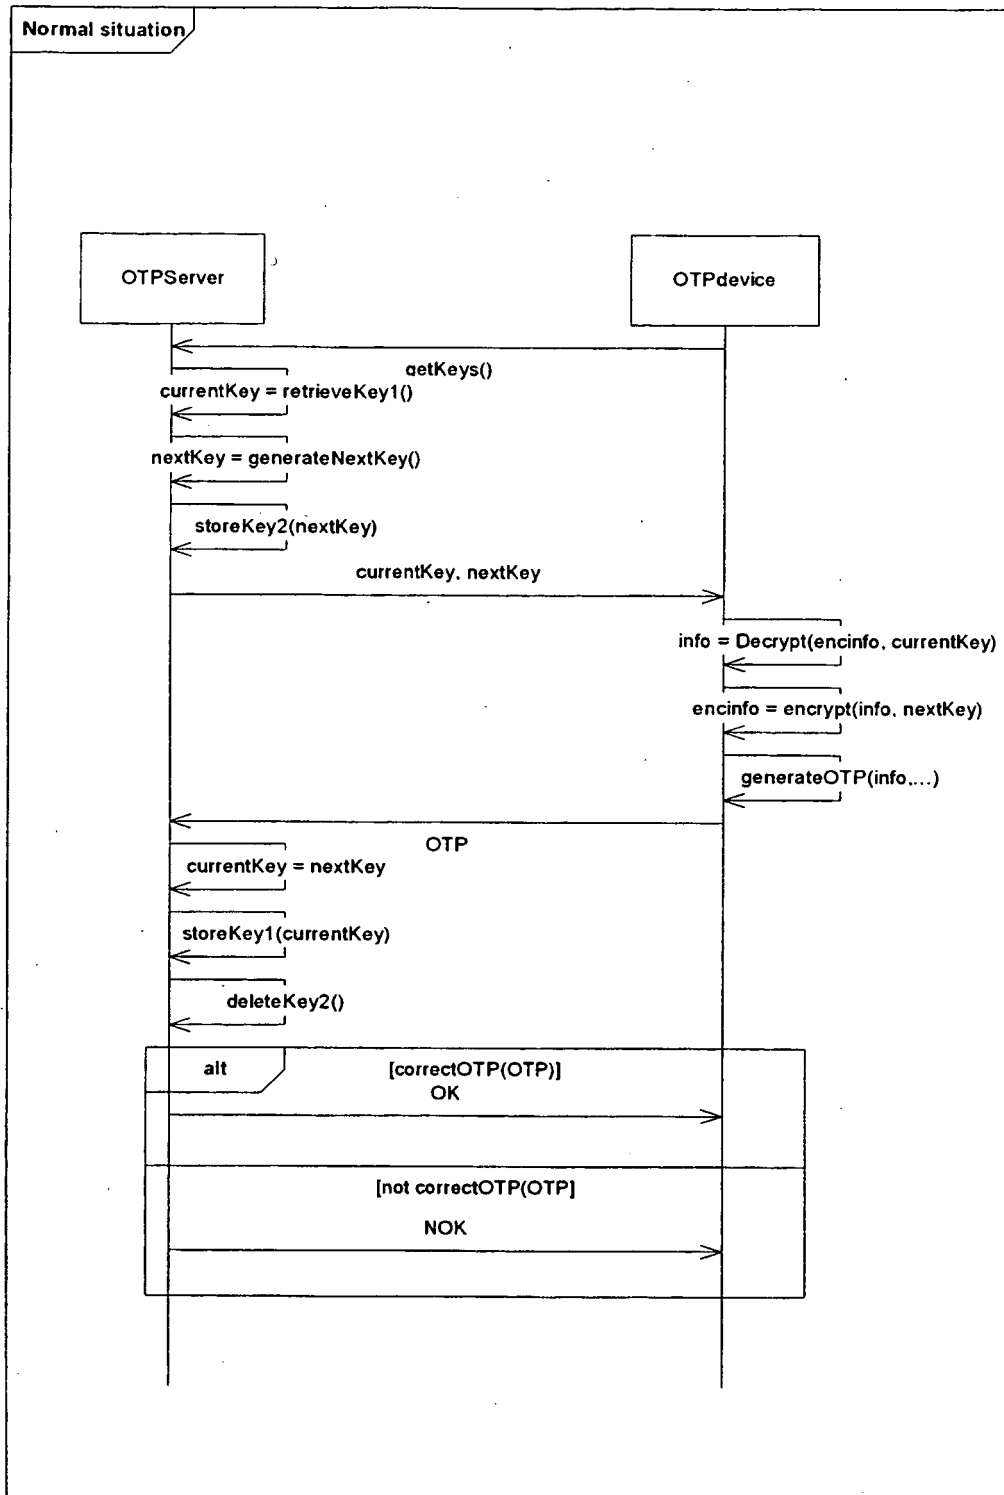 Normal situation
OTPServer
OTPdevice
getKeys()
currentKey = retrieveKey1()
nextKey = generateNextKey()
storeKey2(nextKey)
currentKey, nextKey
info = Decrypt(encinfo, currentKey)
encinfo = encrypt(info, nextKey)
generateOTP(info,...)
OTP
currentKey = nextKey
storeKey1(currentKey)
deleteKey2()
alt
[correctOTP(OTP)]
OK
[not correctOTP(OTP]
NOK